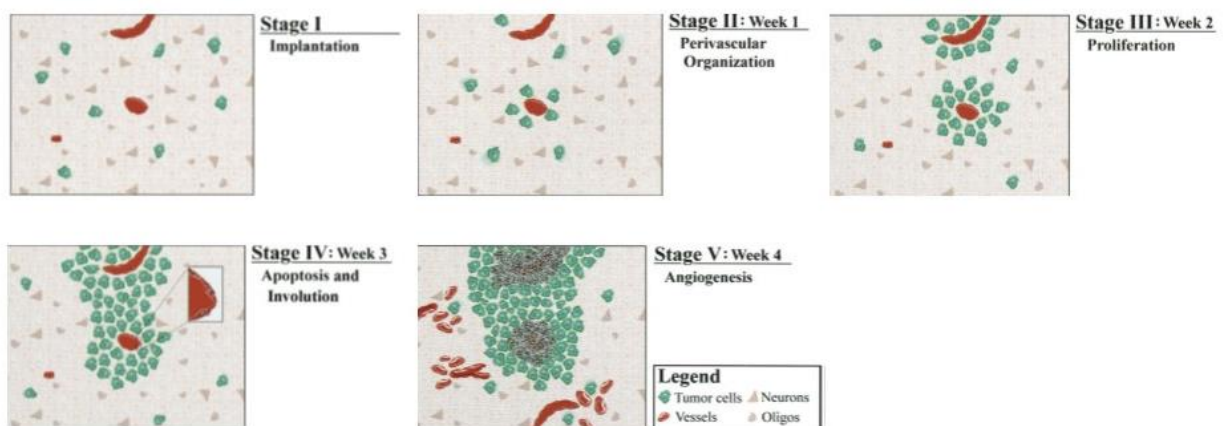 Stage I
Implantation
Stage II: Week 1
Perivascular
Organization
Stage III: Week 2
Proliferation
Stage IV: Week 3
Apoptosis and
Involution
Stage V: Week 4
Angiogenesis
Legend
Tumor cells Neurons
Vessels Oligos